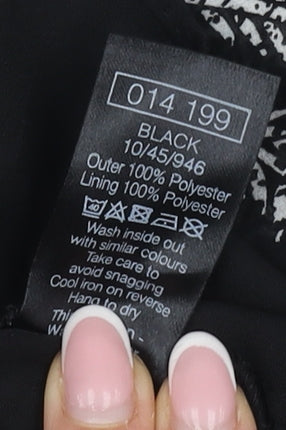 014 199
BLACK
10/45/946
Outer 100% Polyester
Lining 100% Polyester
40
Wash inside out
with similar colours
Take care to
avoid snagging
Cool iron on reverse
Hang to dry